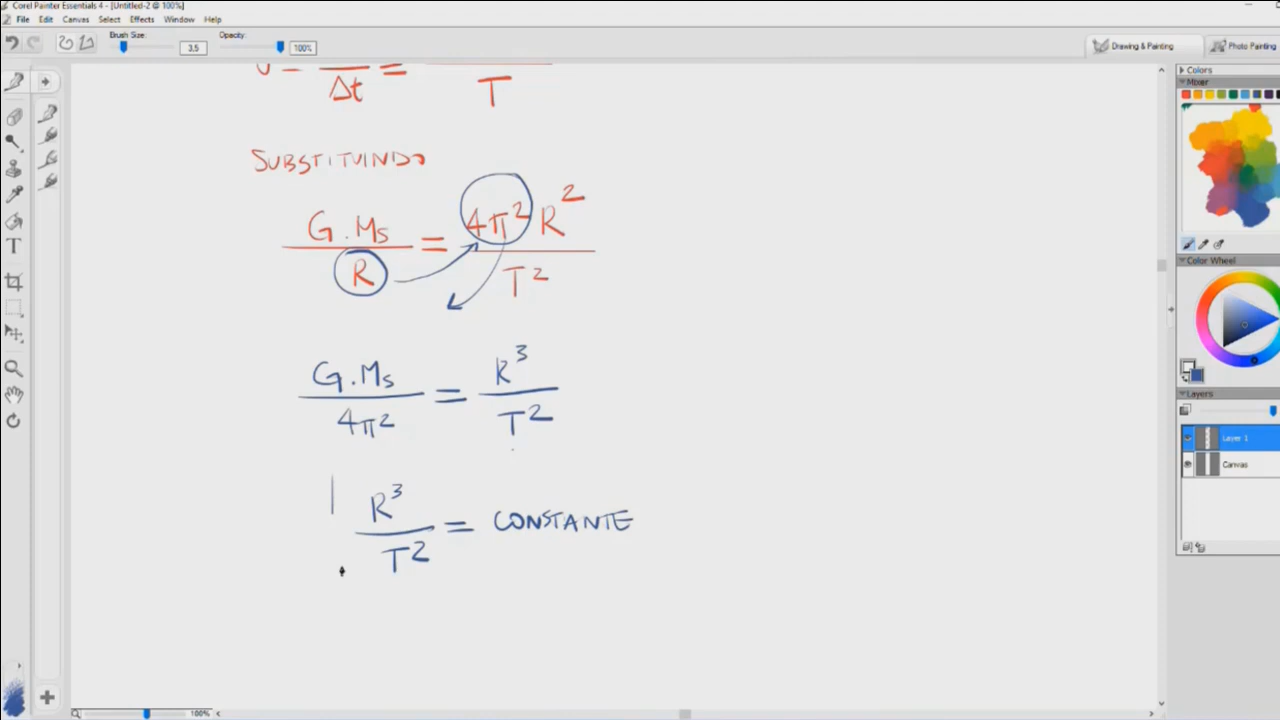 Corel Painter Essentials 4 - [Untitled-2 @ 100%]
File Edit Canvas Select Effects Window Help
Brush Size: 3.5 Opacity: 100%
Drawing & Painting Photo Painting
Colors
Mixer
Color Wheel
Layers
Layer 1
Canvas
Δt = T
SUBSTITUINDO
G.Ms / R = 4π² R² / T²
G.Ms / 4π² = R³ / T²
R³ / T² = CONSTANTE
100%